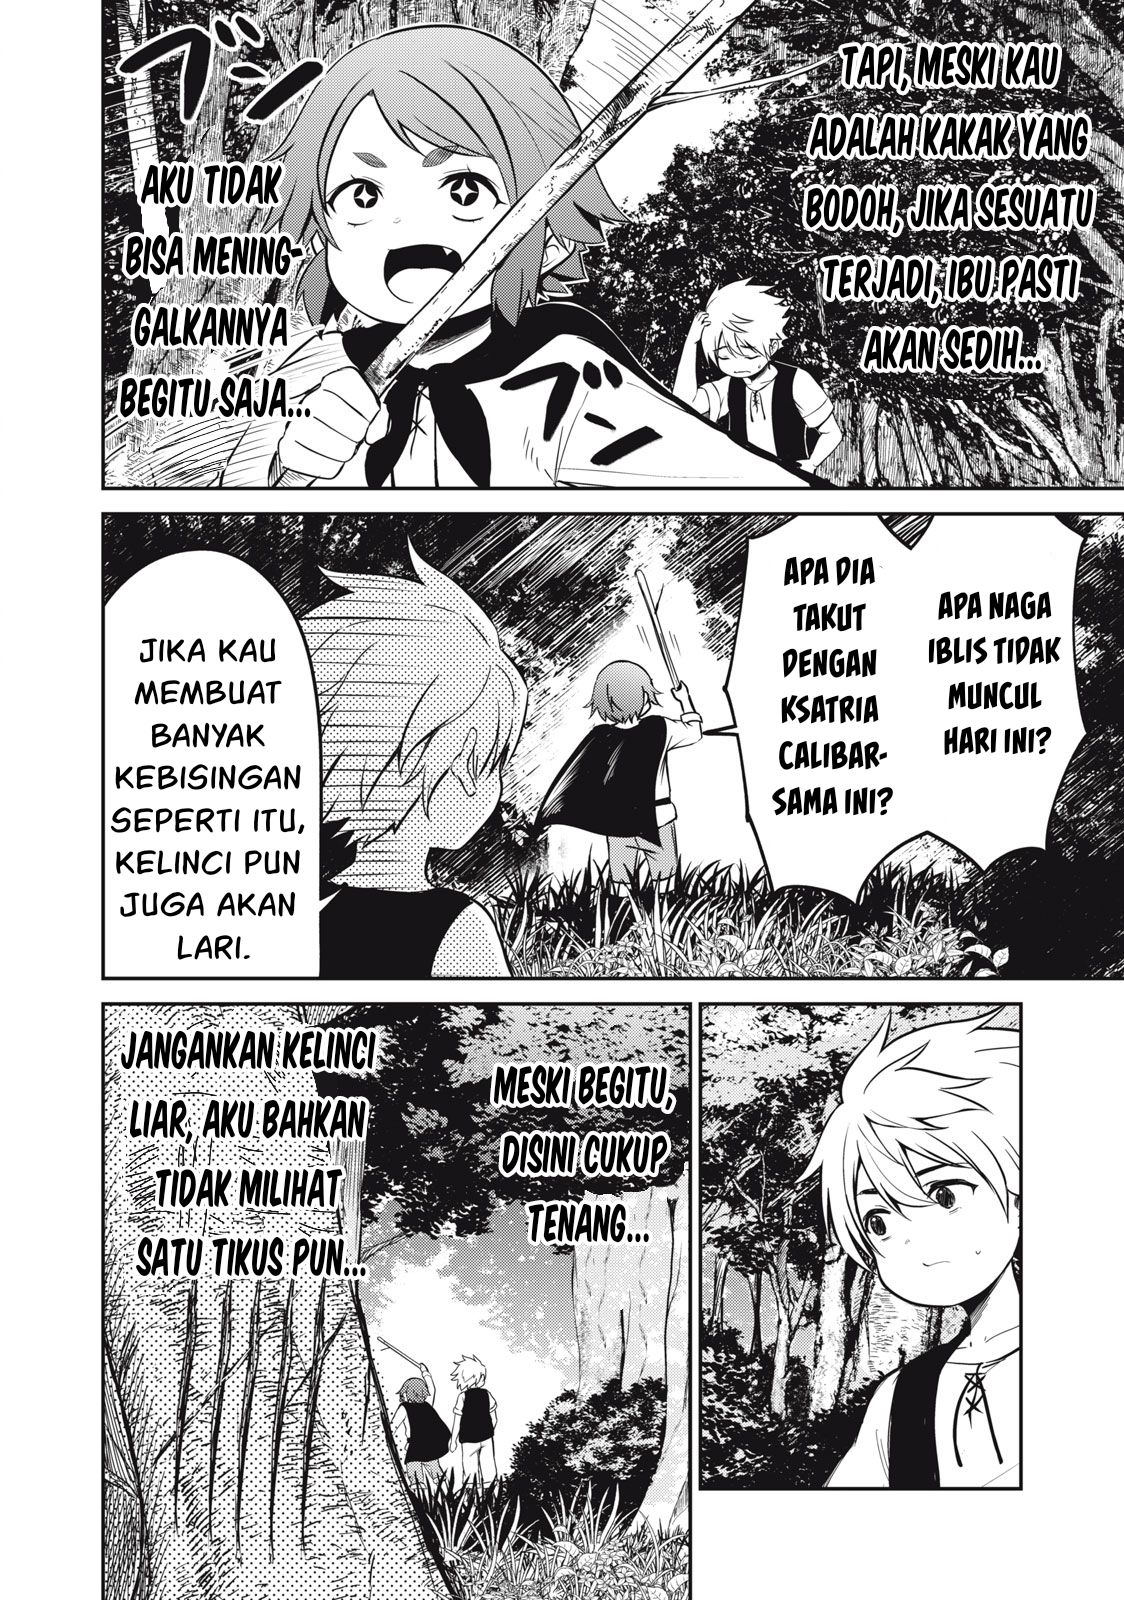 TAPI, MESKI KAU
ADALAH KAKAK YANG
BODOH, JIKA SESUATU
TERJADI, IBU PASTI
AKAN SEDIH...
ブン
AKU TIDAK
BISA MENING-
GALKANNYA
BEGITU SAJA...
ブン
APA NAGA
IBLIS TIDAK
MUNCUL
HARI INI?
APA DIA
TAKUT
DENGAN
KSATRIA
CALIBAR-
SAMA INI?
JIKA KAU
MEMBUAT
BANYAK
KEBISINGAN
SEPERTI ITU,
KELINCI PUN
JUGA AKAN
LARI.
MESKI BEGITU,
DISINI CUKUP
TENANG...
JANGANKAN KELINCI
LIAR, AKU BAHKAN
TIDAK MILIHAT
SATU TIKUS PUN...